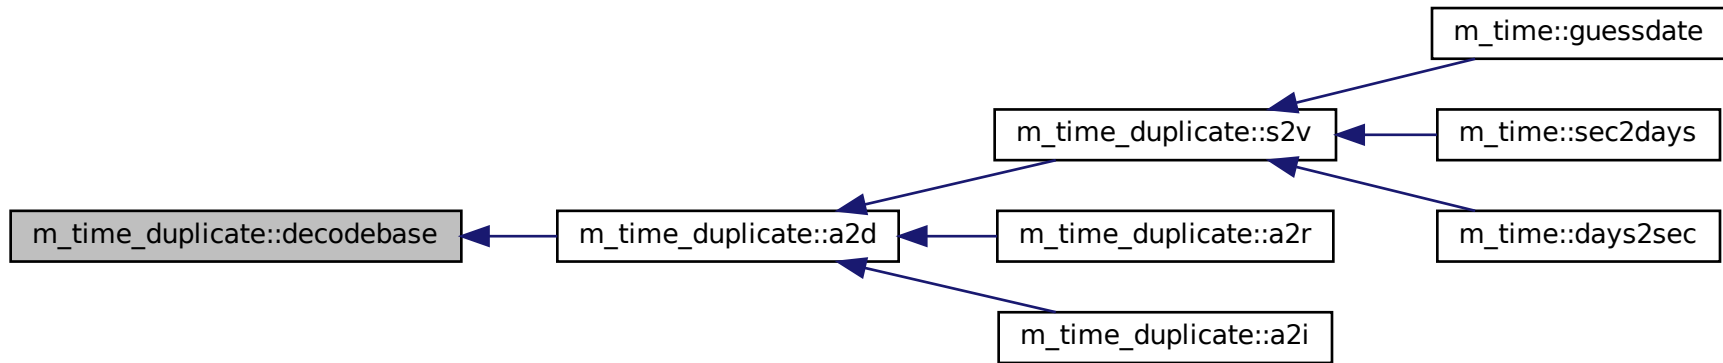 m_time::guessdate
m_time_duplicate::s2v
m_time::sec2days
m_time_duplicate::decodebase
m_time_duplicate::a2d
m_time_duplicate::a2r
m_time::days2sec
m_time_duplicate::a2i